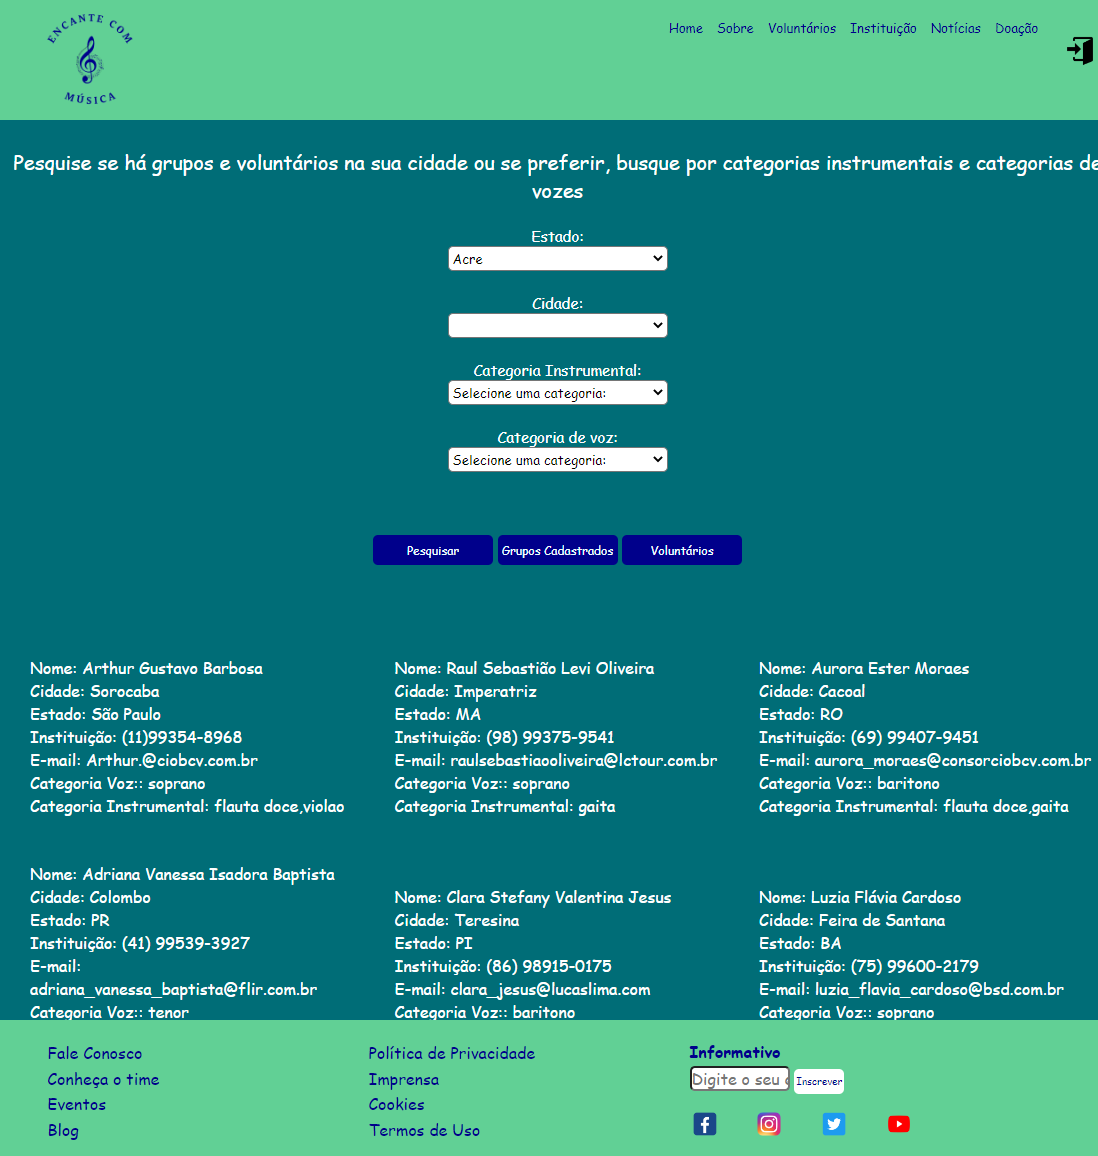 ENCANTE COM
MÚSICA
Home Sobre Voluntários Instituição Notícias Doação
Pesquise se há grupos e voluntários na sua cidade ou se preferir, busque por categorias instrumentais e categorias de
vozes
Estado:
Acre
Cidade:
Categoria Instrumental:
Selecione uma categoria:
Categoria de voz:
Selecione uma categoria:
Pesquisar Grupos Cadastrados Voluntários
Nome: Arthur Gustavo Barbosa
Cidade: Sorocaba
Estado: São Paulo
Instituição: (11)99354-8968
E-mail: Arthur.@ciobcv.com.br
Categoria Voz:: soprano
Categoria Instrumental: flauta doce,violao
Nome: Raul Sebastião Levi Oliveira
Cidade: Imperatriz
Estado: MA
Instituição: (98) 99375-9541
E-mail: raulsebastiaooliveira@lctour.com.br
Categoria Voz:: soprano
Categoria Instrumental: gaita
Nome: Aurora Ester Moraes
Cidade: Cacoal
Estado: RO
Instituição: (69) 99407-9451
E-mail: aurora_moraes@consorciobcv.com.br
Categoria Voz:: baritono
Categoria Instrumental: flauta doce,gaita
Nome: Adriana Vanessa Isadora Baptista
Cidade: Colombo
Estado: PR
Instituição: (41) 99539-3927
E-mail:
adriana_vanessa_baptista@flir.com.br
Categoria Voz:: tenor
Nome: Clara Stefany Valentina Jesus
Cidade: Teresina
Estado: PI
Instituição: (86) 98915-0175
E-mail: clara_jesus@lucaslima.com
Categoria Voz:: baritono
Nome: Luzia Flávia Cardoso
Cidade: Feira de Santana
Estado: BA
Instituição: (75) 99600-2179
E-mail: luzia_flavia_cardoso@bsd.com.br
Categoria Voz:: soprano
Fale Conosco
Conheça o time
Eventos
Blog
Política de Privacidade
Imprensa
Cookies
Termos de Uso
Informativo
Digite o seu
Inscrever